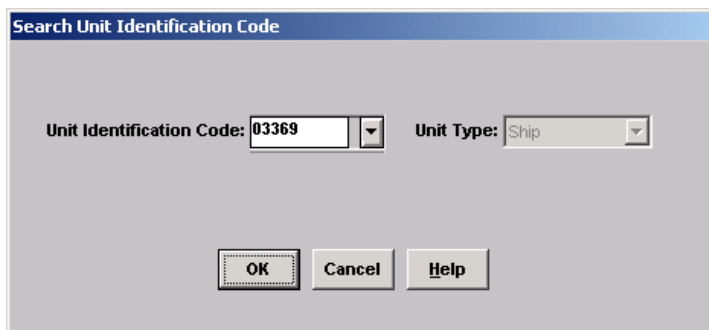 Search Unit Identification Code
Unit Identification Code: 03369 Unit Type: Ship
OK Cancel Help